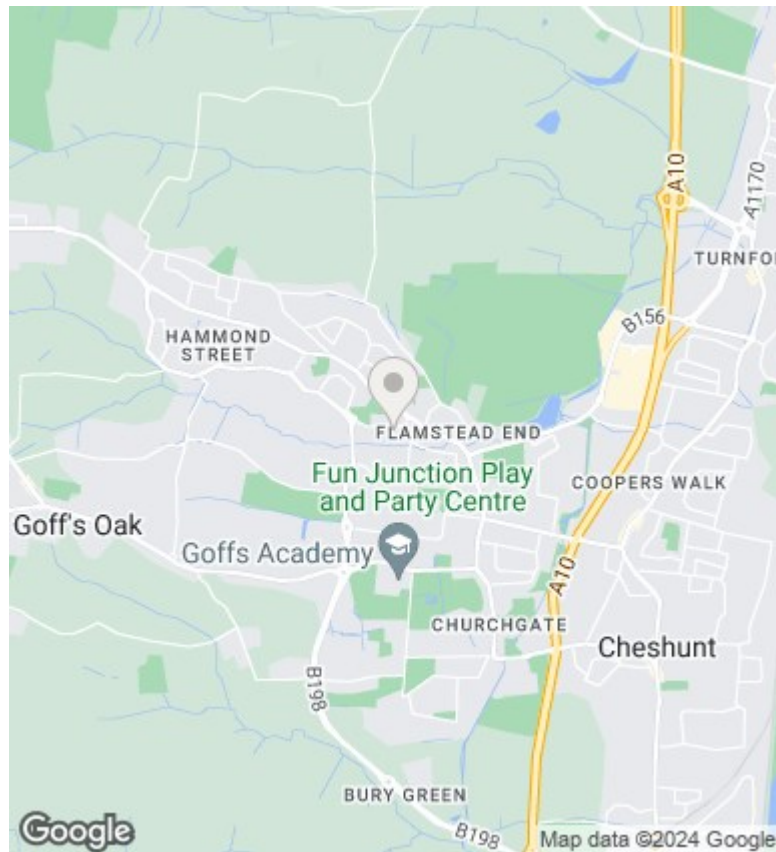 A10
A1170
TURNFO
B156
HAMMOND
STREET
FLAMSTEAD END
Fun Junction Play
and Party Centre
COOPERS WALK
Goff's Oak
Goffs Academy
A10
CHURCHGATE
Cheshunt
B198
BURY GREEN
B198
Google
Map data ©2024 Google